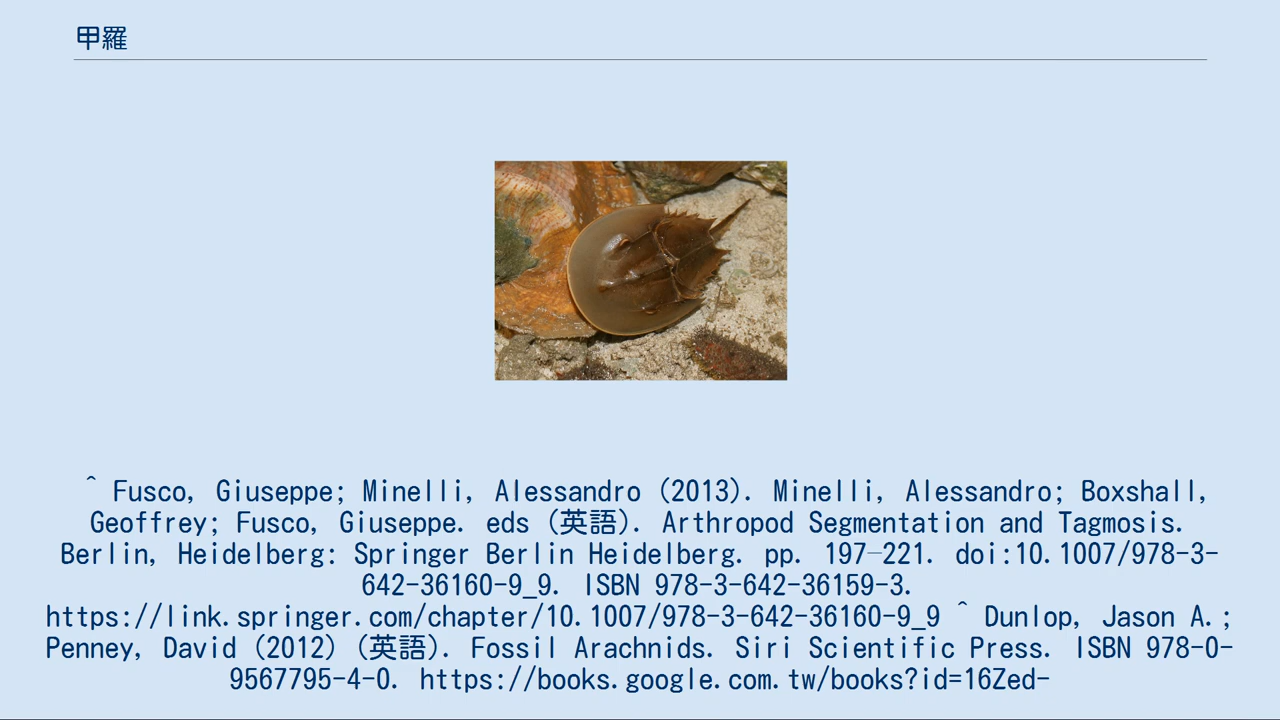 甲羅
^ Fusco, Giuseppe; Minelli, Alessandro (2013). Minelli, Alessandro; Boxshall,
Geoffrey; Fusco, Giuseppe. eds (英語). Arthropod Segmentation and Tagmosis.
Berlin, Heidelberg: Springer Berlin Heidelberg. pp. 197–221. doi:10.1007/978-3-
642-36160-9_9. ISBN 978-3-642-36159-3.
https://link.springer.com/chapter/10.1007/978-3-642-36160-9_9 ^ Dunlop, Jason A.;
Penney, David (2012) (英語). Fossil Arachnids. Siri Scientific Press. ISBN 978-0-
9567795-4-0. https://books.google.com.tw/books?id=16Zed-